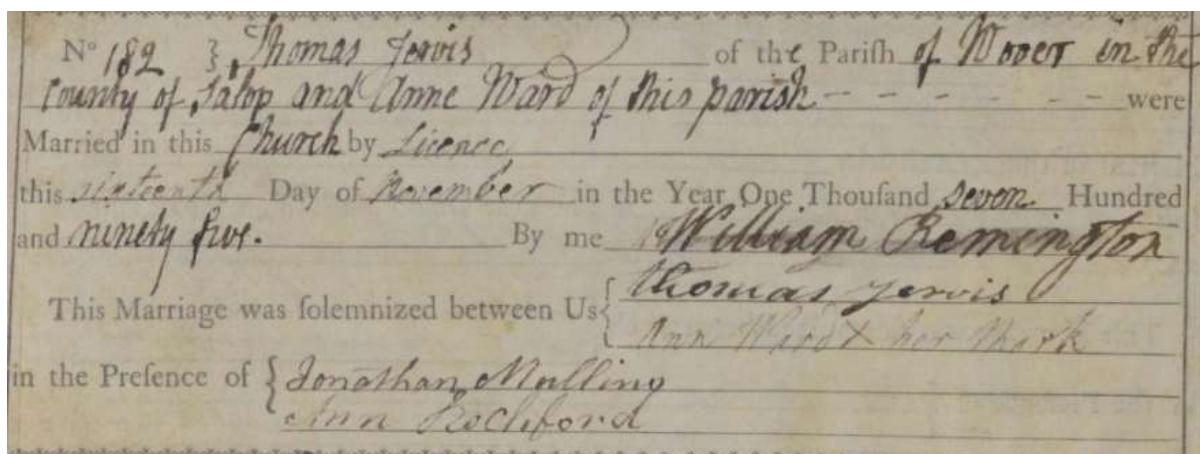 Nº 182 } Thomas Jervis of the Pariſh of Wooer in the
County of Salop and Anne Ward of this parish - - - - - - - were
Married in this Church by Licence
this sixteenth Day of November in the Year One Thouſand seven Hundred
and ninety five. By me William Remington
This Marriage was ſolemnized between Us { Thomas Jervis
Ann Ward X her Mark
in the Preſence of { Jonathan Malling
Ann Rochford